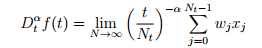 D_t^α f(t) = lim_{N→∞} (t/N_t)^{-α} ∑_{j=0}^{N_t-1} w_j x_j